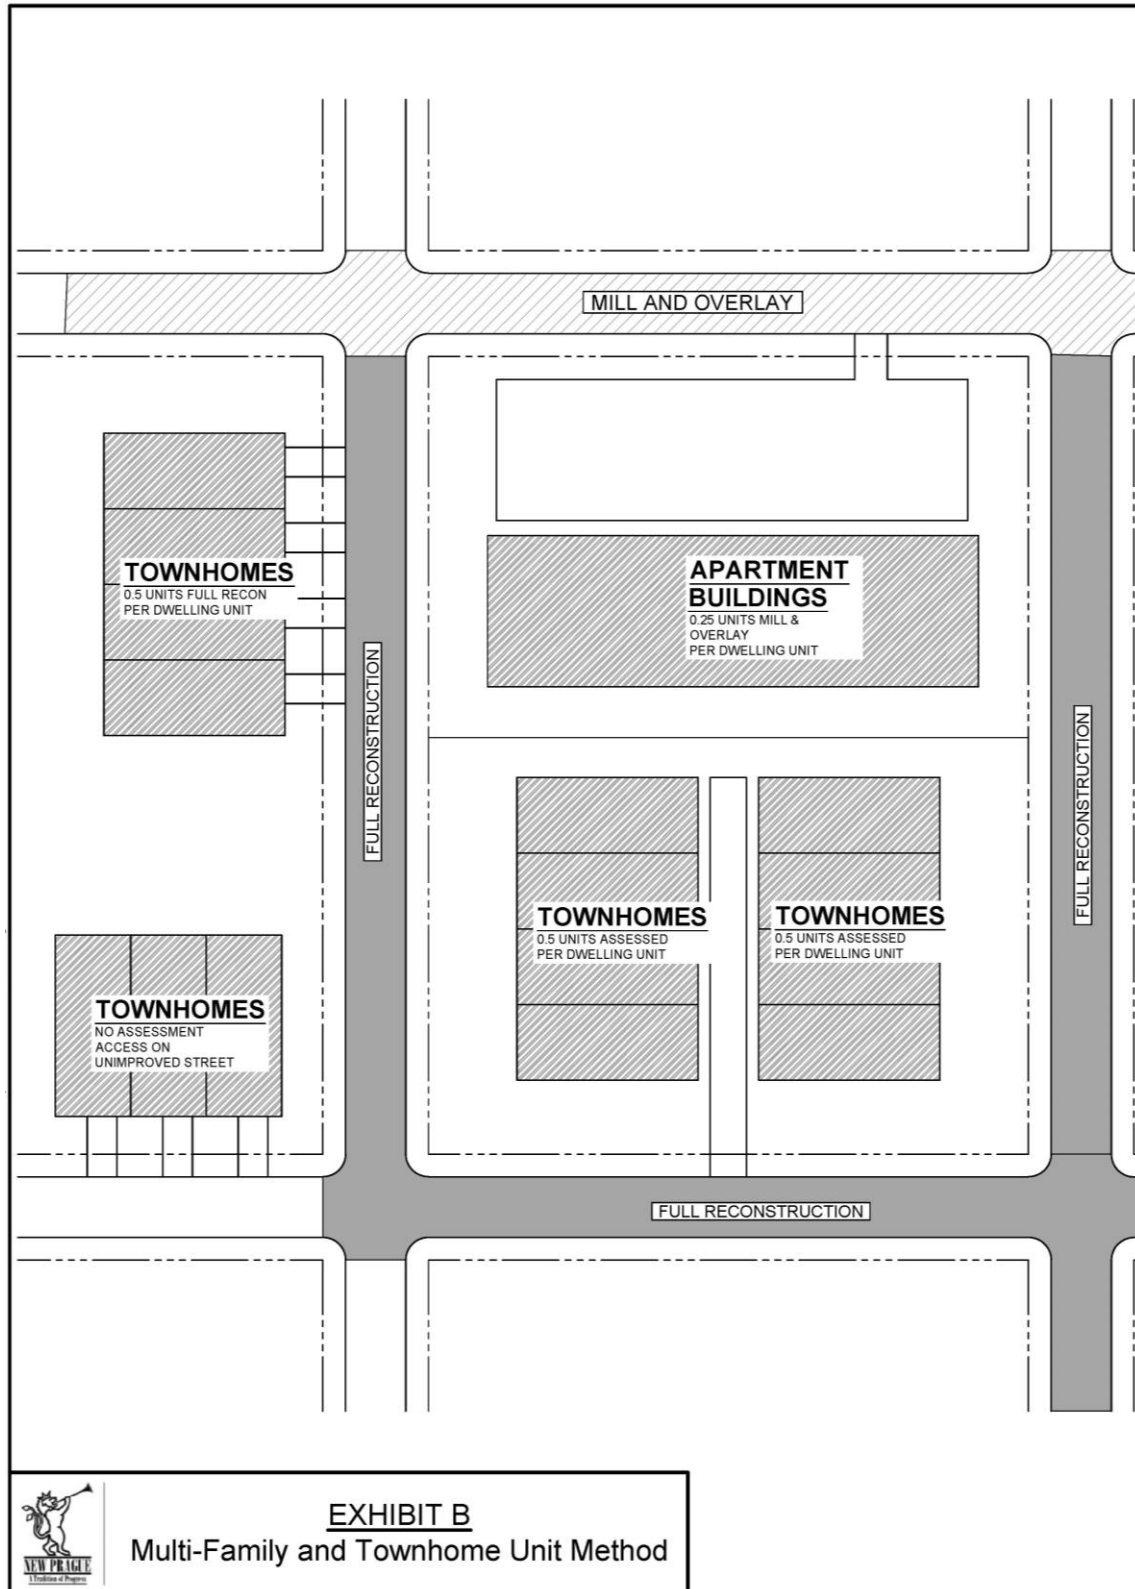 MILL AND OVERLAY
TOWNHOMES
0.5 UNITS FULL RECON
PER DWELLING UNIT
APARTMENT
BUILDINGS
0.25 UNITS MILL &
OVERLAY
PER DWELLING UNIT
FULL RECONSTRUCTION
FULL RECONSTRUCTION
TOWNHOMES
0.5 UNITS ASSESSED
PER DWELLING UNIT
TOWNHOMES
0.5 UNITS ASSESSED
PER DWELLING UNIT
TOWNHOMES
NO ASSESSMENT
ACCESS ON
UNIMPROVED STREET
FULL RECONSTRUCTION
NEW PRAGUE
A Tradition of Progress
EXHIBIT B
Multi-Family and Townhome Unit Method